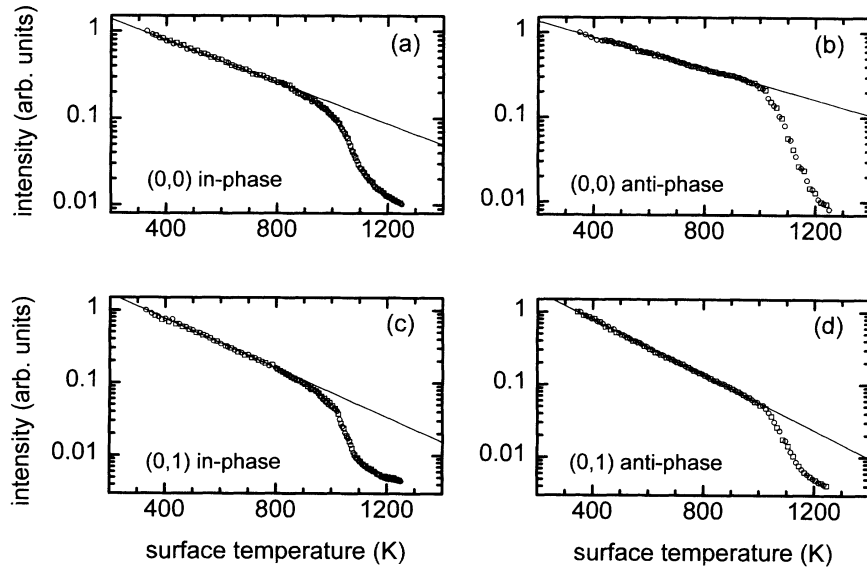 intensity (arb. units)
1
0.1
0.01
(a)
(0,0) in-phase
400
800
1200
1
0.1
0.01
(b)
(0,0) anti-phase
400
800
1200
intensity (arb. units)
1
0.1
0.01
(c)
(0,1) in-phase
400
800
1200
surface temperature (K)
1
0.1
0.01
(d)
(0,1) anti-phase
400
800
1200
surface temperature (K)